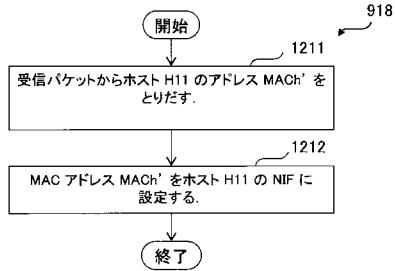 918
開始
1211
受信パケットからホスト H11 のアドレス MACh' を
とりだす.
1212
MAC アドレス MACh' をホスト H11 の NIF に
設定する.
終了